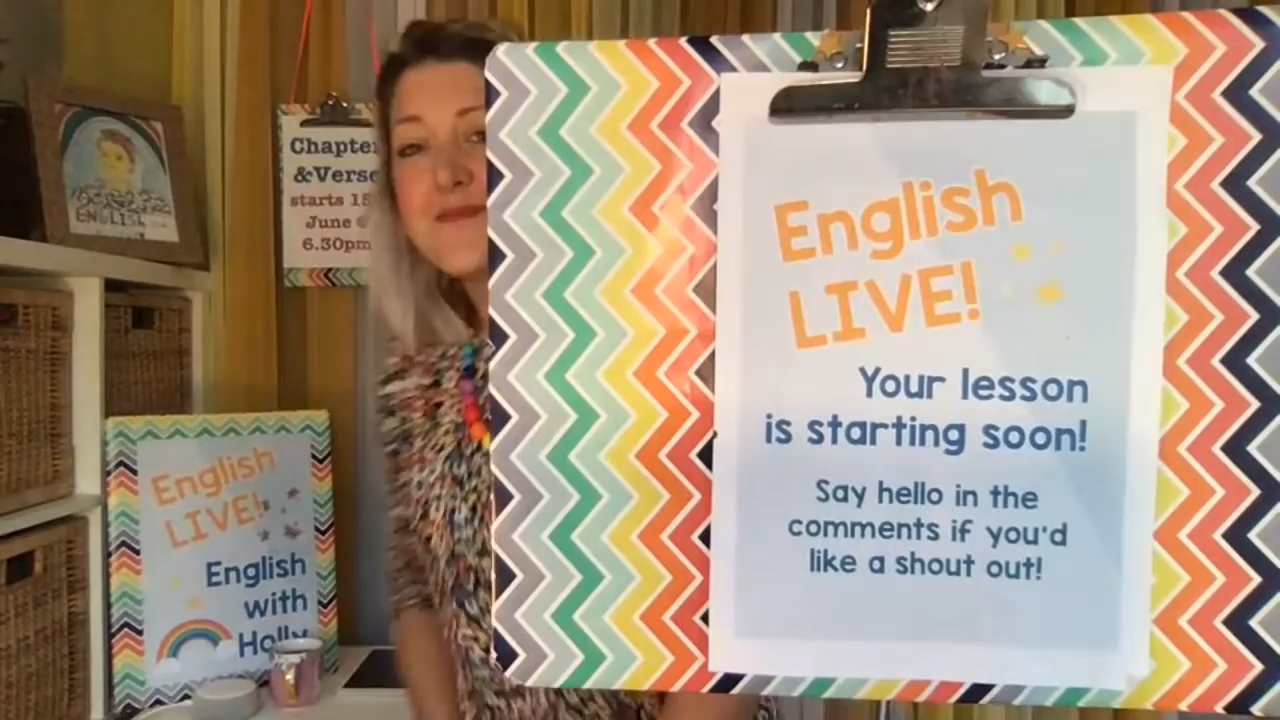 English
LIVE!
Your lesson
is starting soon!
Say hello in the
comments if you'd
like a shout out!
Chapter
&Verse
starts 15
June @
6.30pm
ENGLISH
English
LIVE!
English
with
Holly